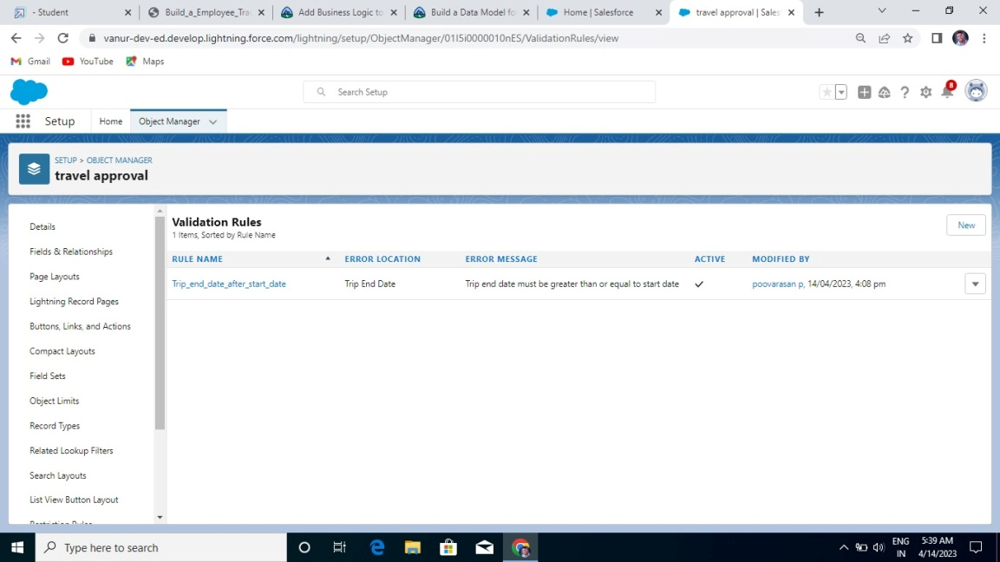 - Student
Build_a_Employee_Tra
Add Business Logic to
Build a Data Model fo
Home | Salesforce
travel approval | Sales
vanur-dev-ed.develop.lightning.force.com/lightning/setup/ObjectManager/01I5i0000010nES/ValidationRules/view
Gmail
YouTube
Maps
Search Setup
8
Setup
Home
Object Manager
SETUP > OBJECT MANAGER
travel approval
Details
Fields & Relationships
Page Layouts
Lightning Record Pages
Buttons, Links, and Actions
Compact Layouts
Field Sets
Object Limits
Record Types
Related Lookup Filters
Search Layouts
List View Button Layout
Restriction Rules
Validation Rules
1 Items, Sorted by Rule Name
New
RULE NAME
ERROR LOCATION
ERROR MESSAGE
ACTIVE
MODIFIED BY
Trip_end_date_after_start_date
Trip End Date
Trip end date must be greater than or equal to start date
poovarasan p, 14/04/2023, 4:08 pm
Type here to search
ENG
IN
5:39 AM
4/14/2023